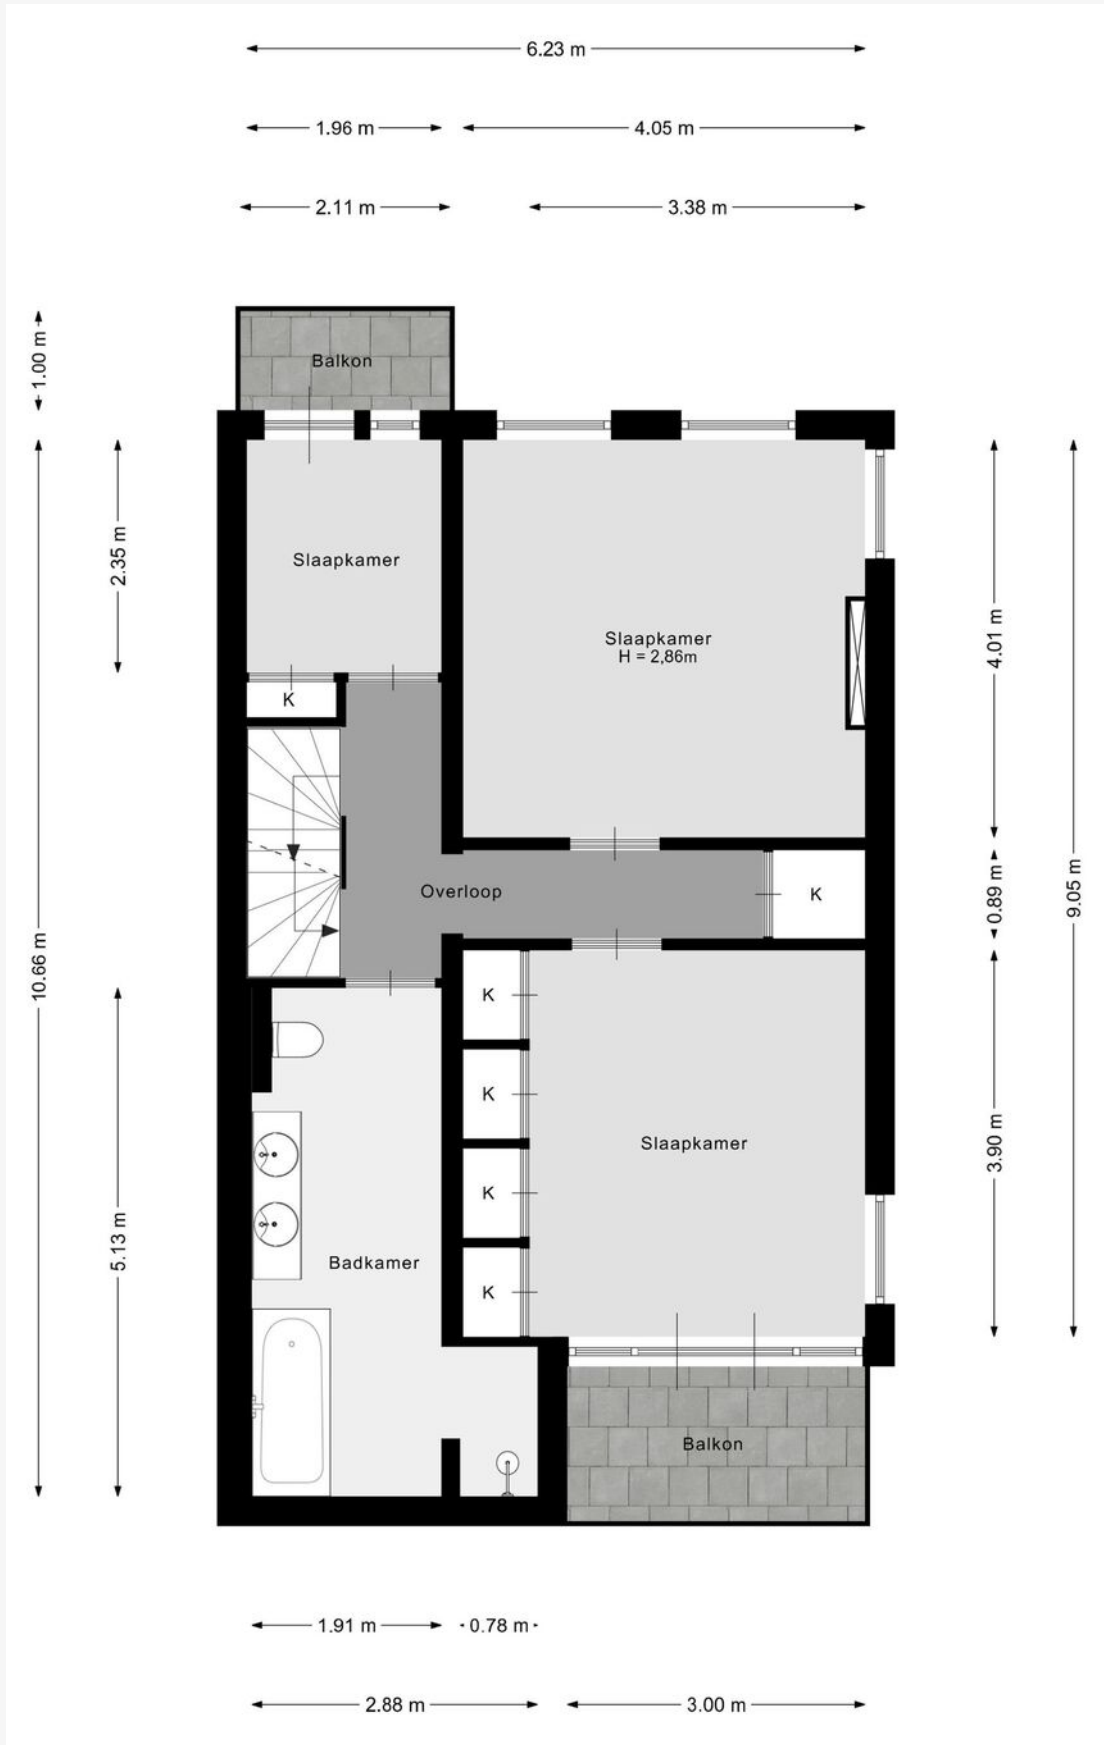 6.23 m
1.96 m
4.05 m
2.11 m
3.38 m
1.00 m
Balkon
2.35 m
Slaapkamer
Slaapkamer
H = 2,86m
4.01 m
K
Overloop
K
0.89 m
9.05 m
10.66 m
K
K
K
K
Slaapkamer
3.90 m
5.13 m
Badkamer
Balkon
1.91 m
0.78 m
2.88 m
3.00 m